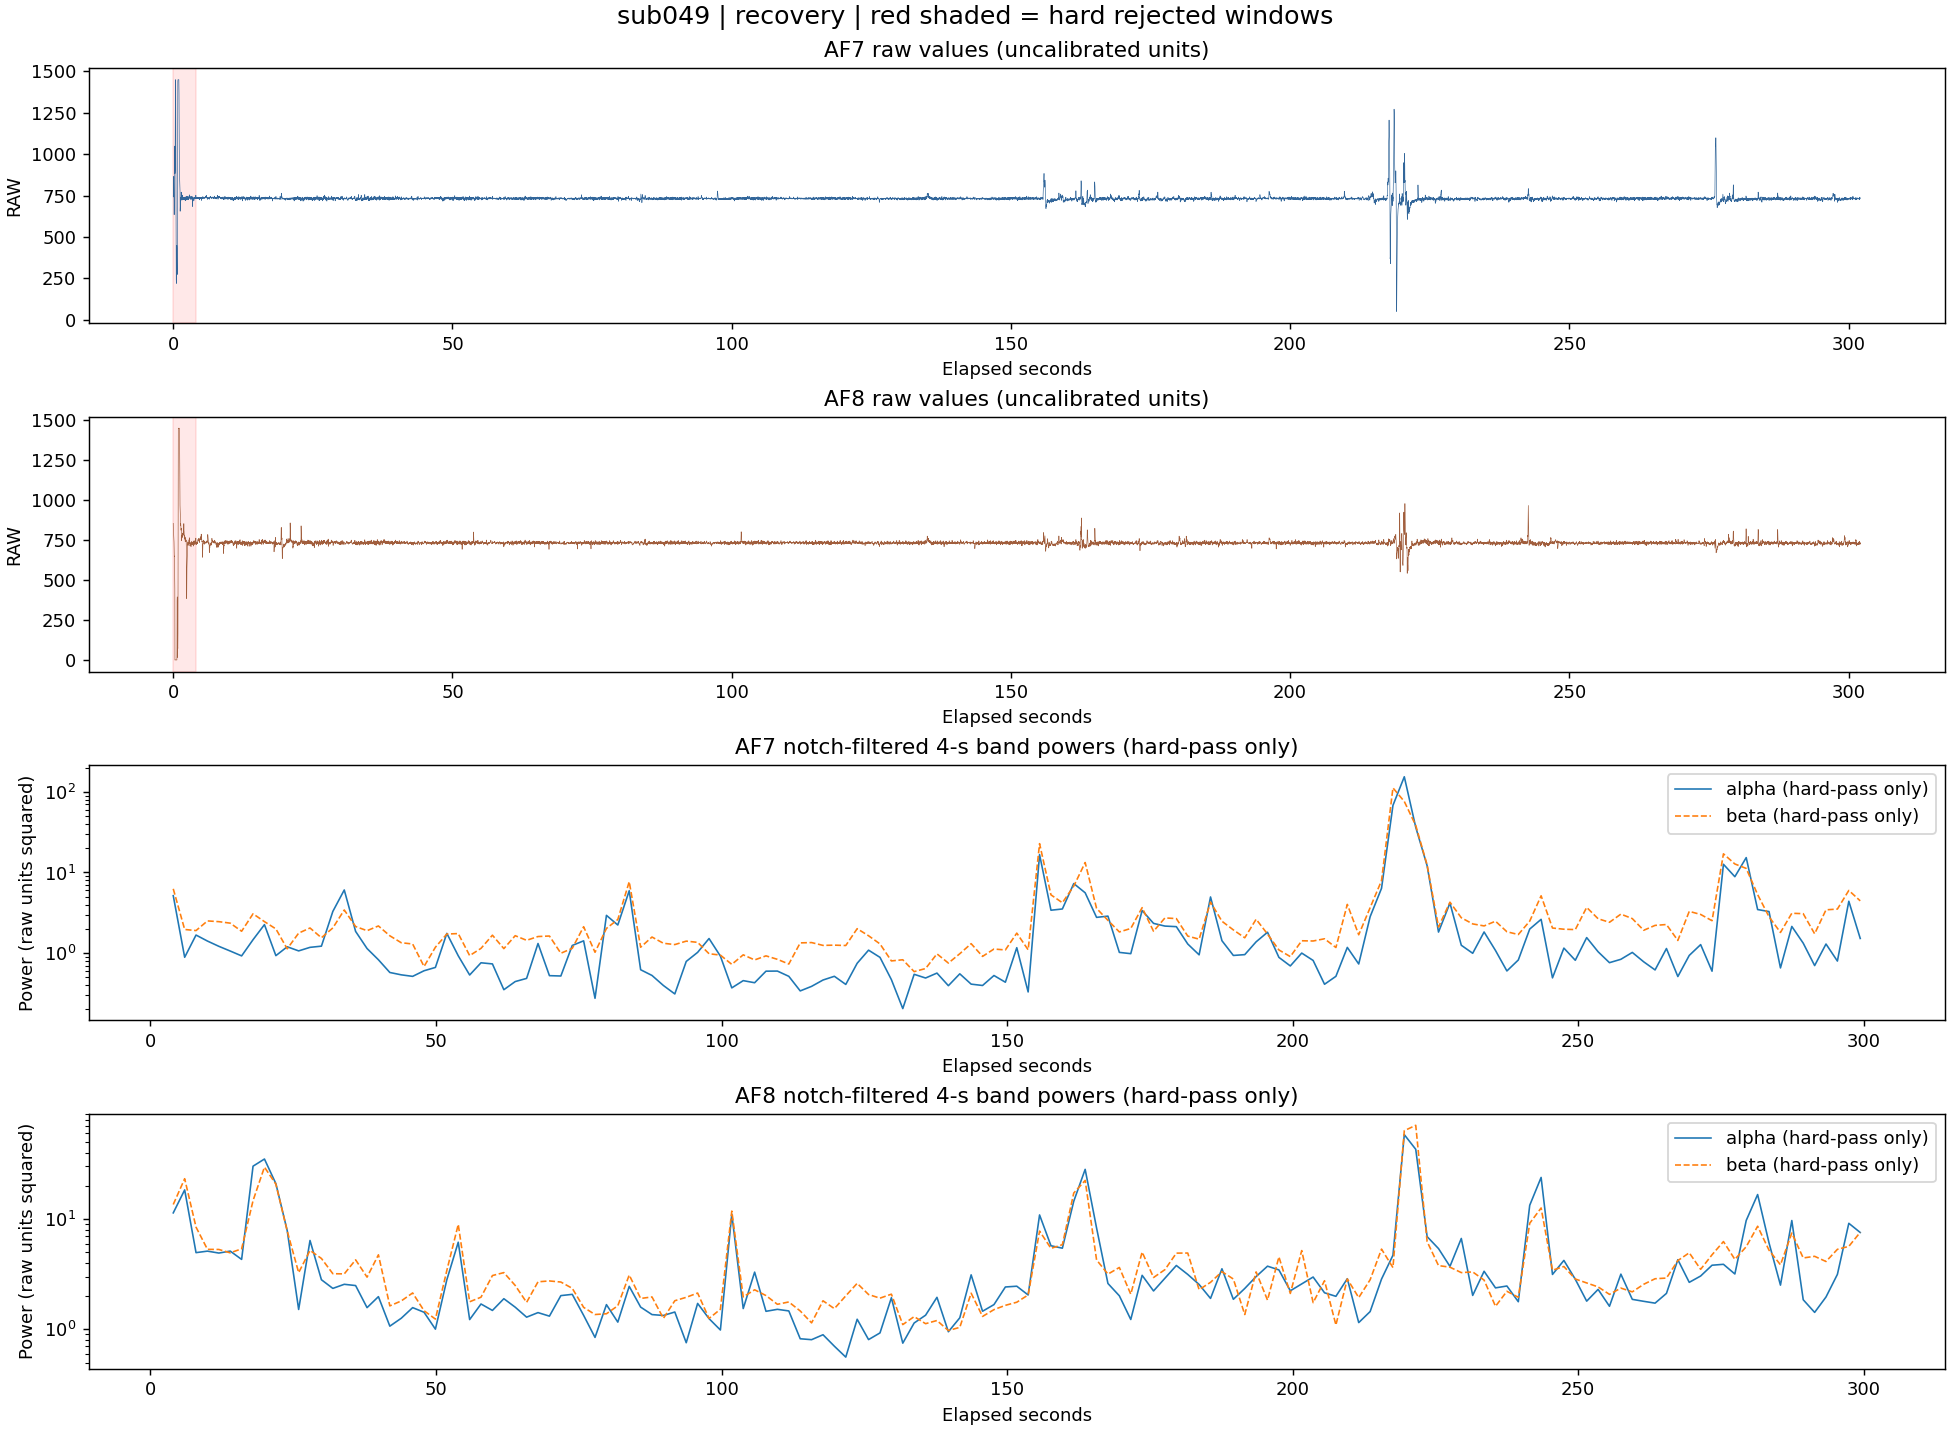 sub049 | recovery | red shaded = hard rejected windows
AF7 raw values (uncalibrated units)
RAW
1500
1250
1000
750
500
250
0
0 50 100 150 200 250 300
Elapsed seconds
AF8 raw values (uncalibrated units)
RAW
1500
1250
1000
750
500
250
0
0 50 100 150 200 250 300
Elapsed seconds
AF7 notch-filtered 4-s band powers (hard-pass only)
Power (raw units squared)
10²
10¹
10⁰
alpha (hard-pass only)
beta (hard-pass only)
0 50 100 150 200 250 300
Elapsed seconds
AF8 notch-filtered 4-s band powers (hard-pass only)
Power (raw units squared)
10¹
10⁰
alpha (hard-pass only)
beta (hard-pass only)
0 50 100 150 200 250 300
Elapsed seconds